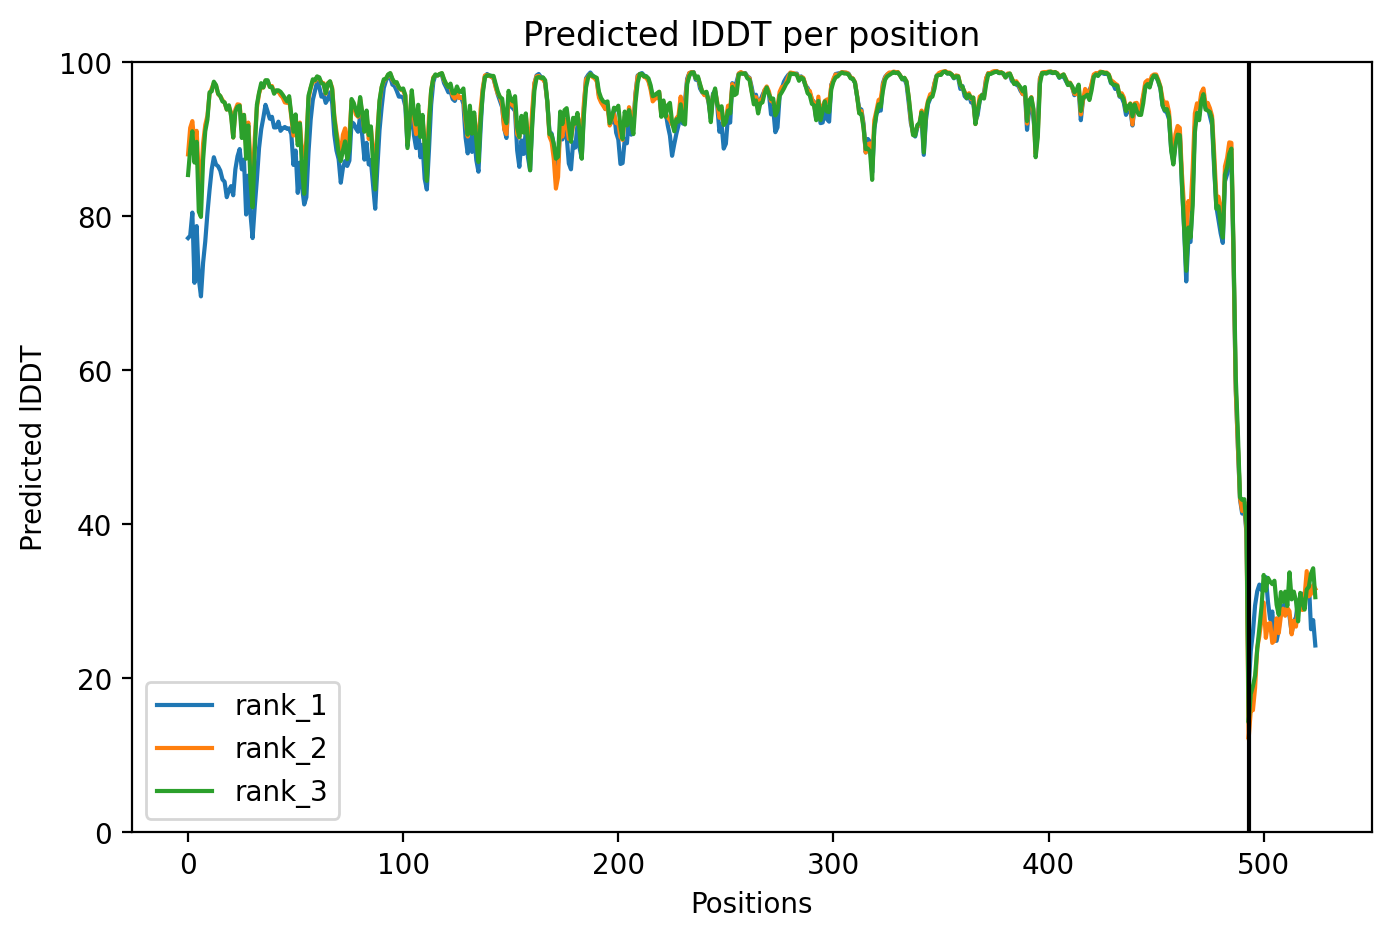 Predicted lDDT per position
100
80
60
40
20
0
Predicted lDDT
rank_1
rank_2
rank_3
0 100 200 300 400 500
Positions